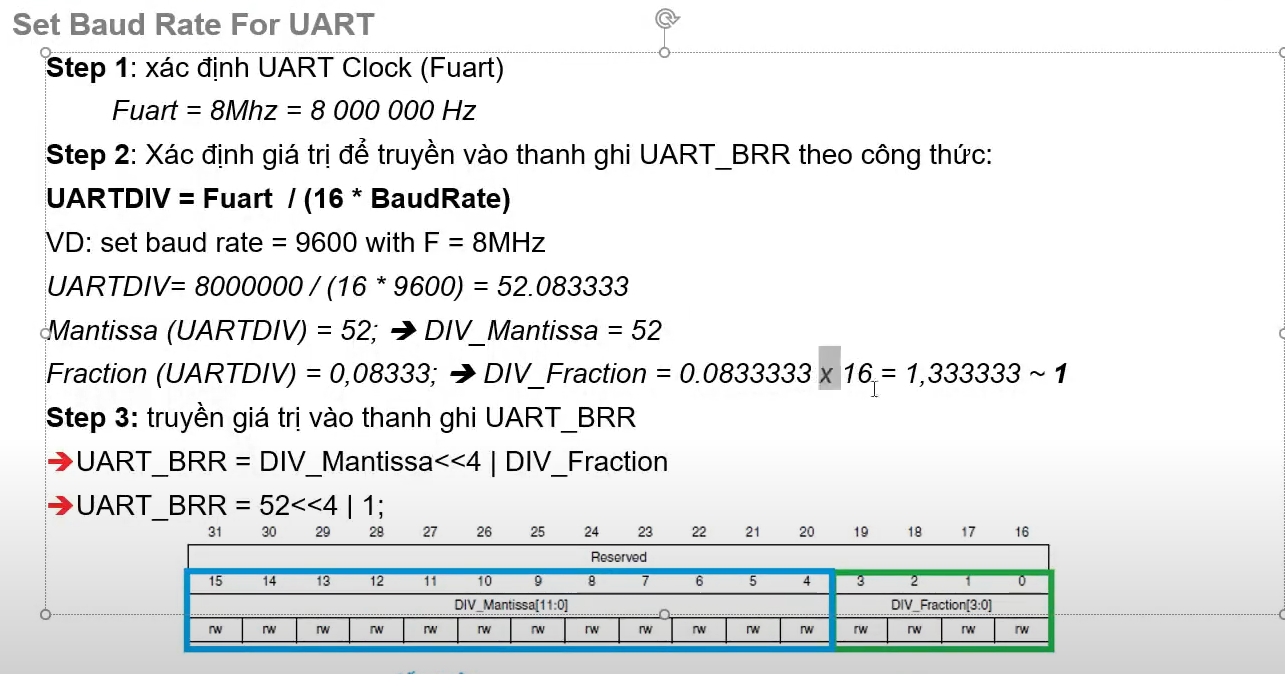 Set Baud Rate For UART
Step 1: xác định UART Clock (Fuart)
Fuart = 8Mhz = 8 000 000 Hz
Step 2: Xác định giá trị để truyền vào thanh ghi UART_BRR theo công thức:
UARTDIV = Fuart / (16 * BaudRate)
VD: set baud rate = 9600 with F = 8MHz
UARTDIV= 8000000 / (16 * 9600) = 52.083333
Mantissa (UARTDIV) = 52; ➔ DIV_Mantissa = 52
Fraction (UARTDIV) = 0,08333; ➔ DIV_Fraction = 0.0833333 x 16 = 1,333333 ~ 1
Step 3: truyền giá trị vào thanh ghi UART_BRR
➔UART_BRR = DIV_Mantissa<<4 | DIV_Fraction
➔UART_BRR = 52<<4 | 1;
31 30 29 28 27 26 25 24 23 22 21 20 19 18 17 16
Reserved
15 14 13 12 11 10 9 8 7 6 5 4 3 2 1 0
DIV_Mantissa[11:0] DIV_Fraction[3:0]
rw rw rw rw rw rw rw rw rw rw rw rw rw rw rw rw